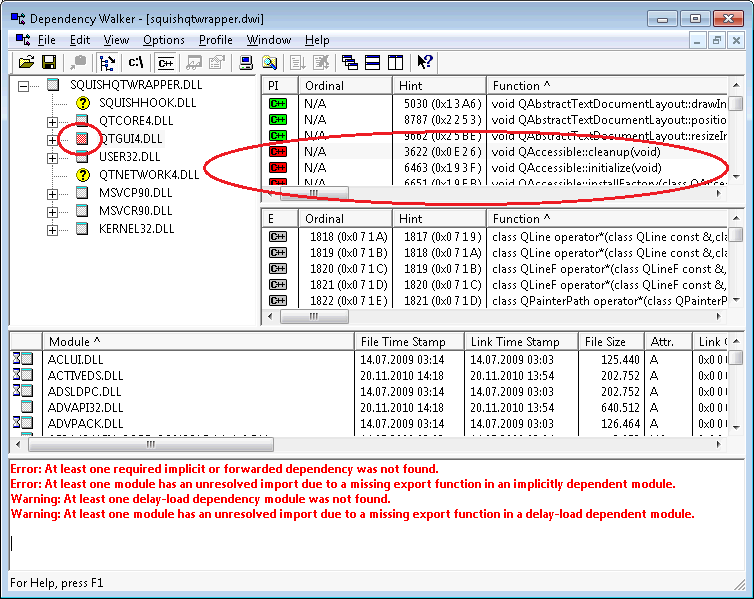 Dependency Walker - [squishqtwrapper.dwi]
File Edit View Options Profile Window Help
c:\ C++
SQUISHQTWRAPPER.DLL
SQUISHHOOK.DLL
QTCORE4.DLL
QTGUI4.DLL
USER32.DLL
QTNETWORK4.DLL
MSVCP90.DLL
MSVCR90.DLL
KERNEL32.DLL
PI Ordinal Hint Function ^
C++ N/A 5030 (0x13A6) void QAbstractTextDocumentLayout::drawIn
C++ N/A 8787 (0x2253) void QAbstractTextDocumentLayout::positio
C++ N/A 9662 (0x25BE) void QAbstractTextDocumentLayout::resizeIn
C++ N/A 3622 (0x0E26) void QAccessible::cleanup(void)
C++ N/A 6463 (0x193F) void QAccessible::initialize(void)
C++ N/A 6651 (0x19FB) void QAccessible::installFactory(class QAcce
E Ordinal Hint Function ^
C++ 1818 (0x071A) 1817 (0x0719) class QLine operator*(class QLine const &,clas
C++ 1819 (0x071B) 1818 (0x071A) class QLine operator*(class QLine const &,clas
C++ 1820 (0x071C) 1819 (0x071B) class QLineF operator*(class QLineF const &,
C++ 1821 (0x071D) 1820 (0x071C) class QLineF operator*(class QLineF const &,
C++ 1822 (0x071E) 1821 (0x071D) class QPainterPath operator*(class QPainterP
Module ^ File Time Stamp Link Time Stamp File Size Attr. Link
ACLUI.DLL 14.07.2009 03:14 14.07.2009 03:03 125.440 A 0x00
ACTIVEDS.DLL 20.11.2010 14:18 20.11.2010 13:54 202.752 A 0x00
ADSLDPC.DLL 14.07.2009 03:14 14.07.2009 03:03 202.752 A 0x00
ADVAPI32.DLL 20.11.2010 14:18 20.11.2010 13:54 640.512 A 0x00
ADVPACK.DLL 14.07.2009 03:14 14.07.2009 03:03 126.464 A 0x00
Error: At least one required implicit or forwarded dependency was not found.
Error: At least one module has an unresolved import due to a missing export function in an implicitly dependent module.
Warning: At least one delay-load dependency module was not found.
Warning: At least one module has an unresolved import due to a missing export function in a delay-load dependent module.
For Help, press F1